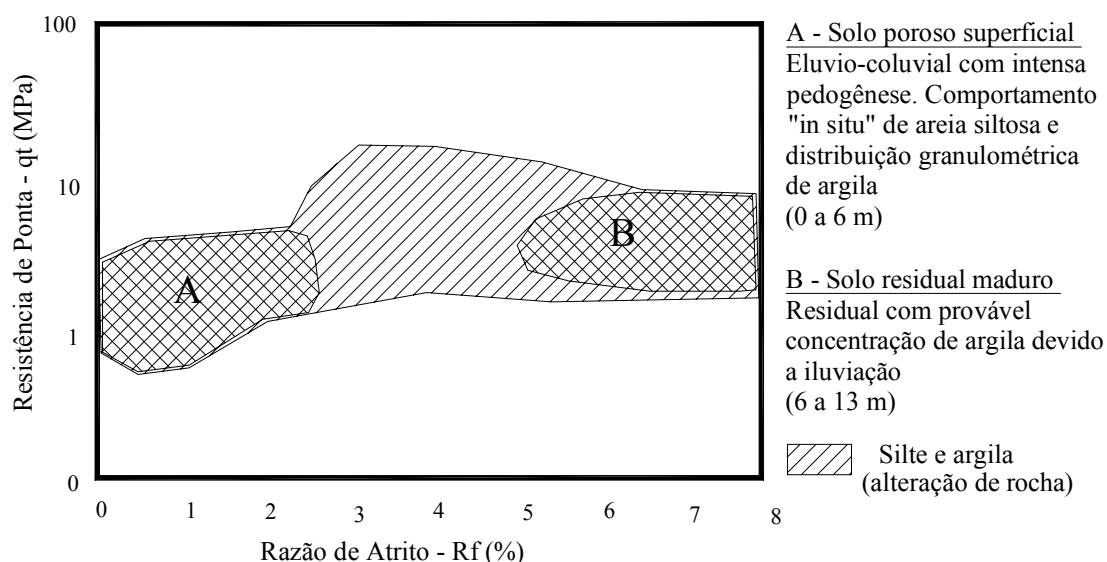 100
10
1
0
Resistência de Ponta - qt (MPa)
0 1 2 3 4 5 6 7 8
Razão de Atrito - Rf (%)
A
B
A - Solo poroso superficial
Eluvio-coluvial com intensa
pedogênese. Comportamento
"in situ" de areia siltosa e
distribuição granulométrica
de argila
(0 a 6 m)
B - Solo residual maduro
Residual com provável
concentração de argila devido
a iluviação
(6 a 13 m)
Silte e argila
(alteração de rocha)